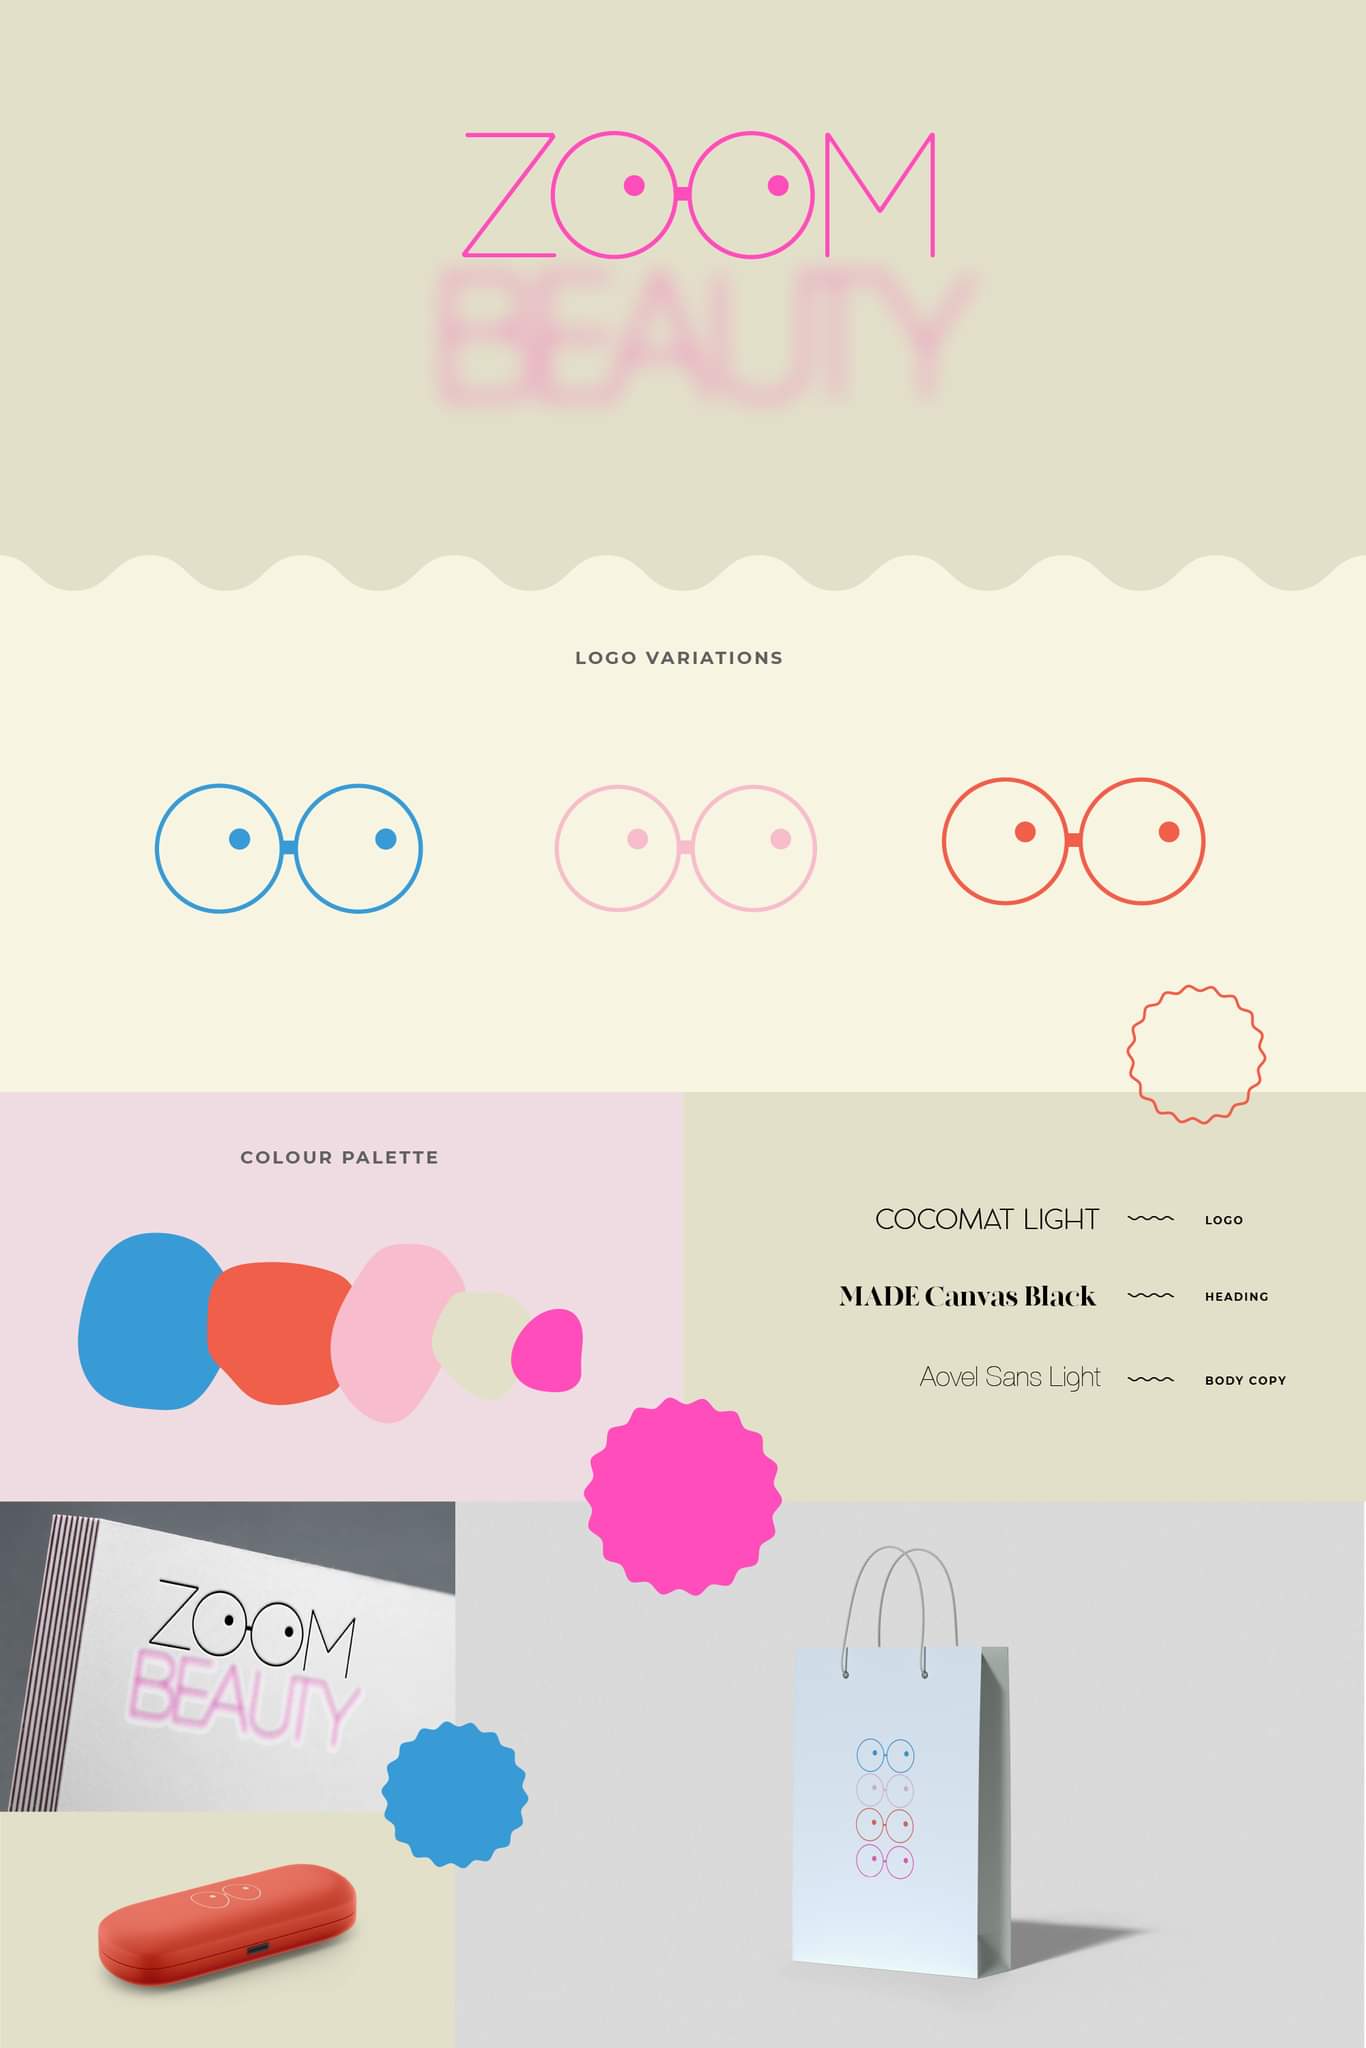 ZOOM
BEAUTY
LOGO VARIATIONS
COLOUR PALETTE
COCOMAT LIGHT LOGO
MADE Canvas Black HEADING
Aovel Sans Light BODY COPY
ZOOM
BEAUTY